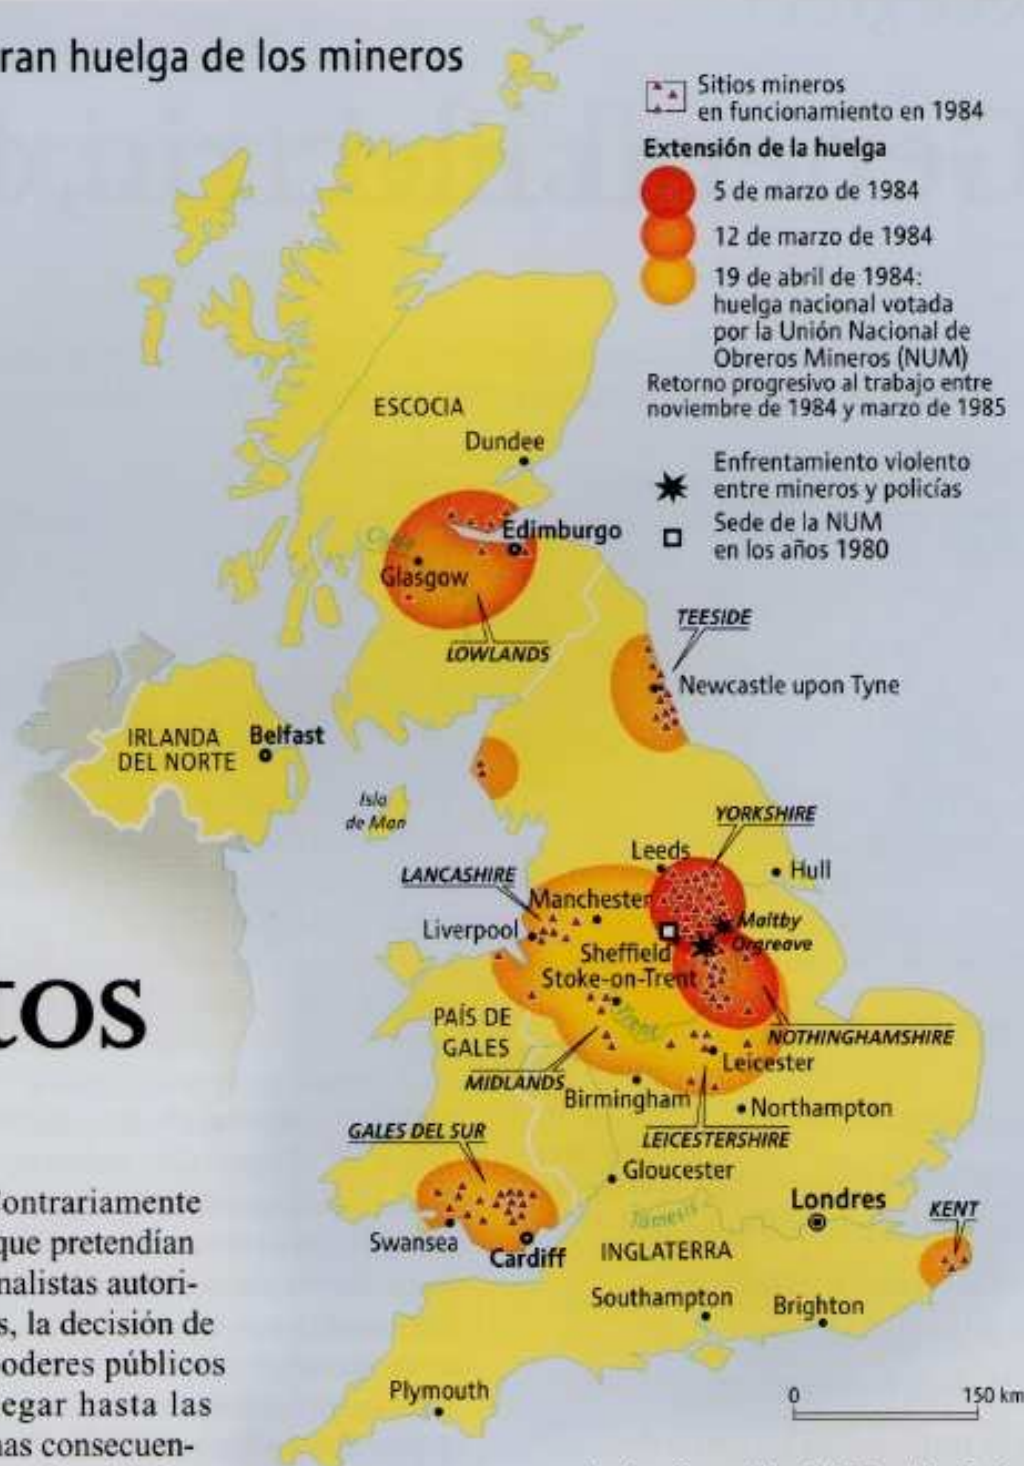 ran huelga de los mineros
Sitios mineros
en funcionamiento en 1984
Extensión de la huelga
5 de marzo de 1984
12 de marzo de 1984
19 de abril de 1984:
huelga nacional votada
por la Unión Nacional de
Obreros Mineros (NUM)
Retorno progresivo al trabajo entre
noviembre de 1984 y marzo de 1985
Enfrentamiento violento
entre mineros y policías
Sede de la NUM
en los años 1980
ESCOCIA
Dundee
Edimburgo
Glasgow
LOWLANDS
TEESIDE
Newcastle upon Tyne
IRLANDA
DEL NORTE
Belfast
Isla
de Man
YORKSHIRE
Leeds
Hull
LANCASHIRE
Manchester
Maltby
Liverpool
Orgreave
Sheffield
Stoke-on-Trent
PAÍS DE
GALES
Trent
NOTHINGHAMSHIRE
Leicester
MIDLANDS
Birmingham
Northampton
LEICESTERSHIRE
GALES DEL SUR
Gloucester
Londres
KENT
Támesis
Swansea
Cardiff
INGLATERRA
Southampton
Brighton
Plymouth
0 150 km
tos
Contrariamente
que pretendían
nalistas autori-
s, la decisión de
poderes públicos
egar hasta las
mas consecuen-